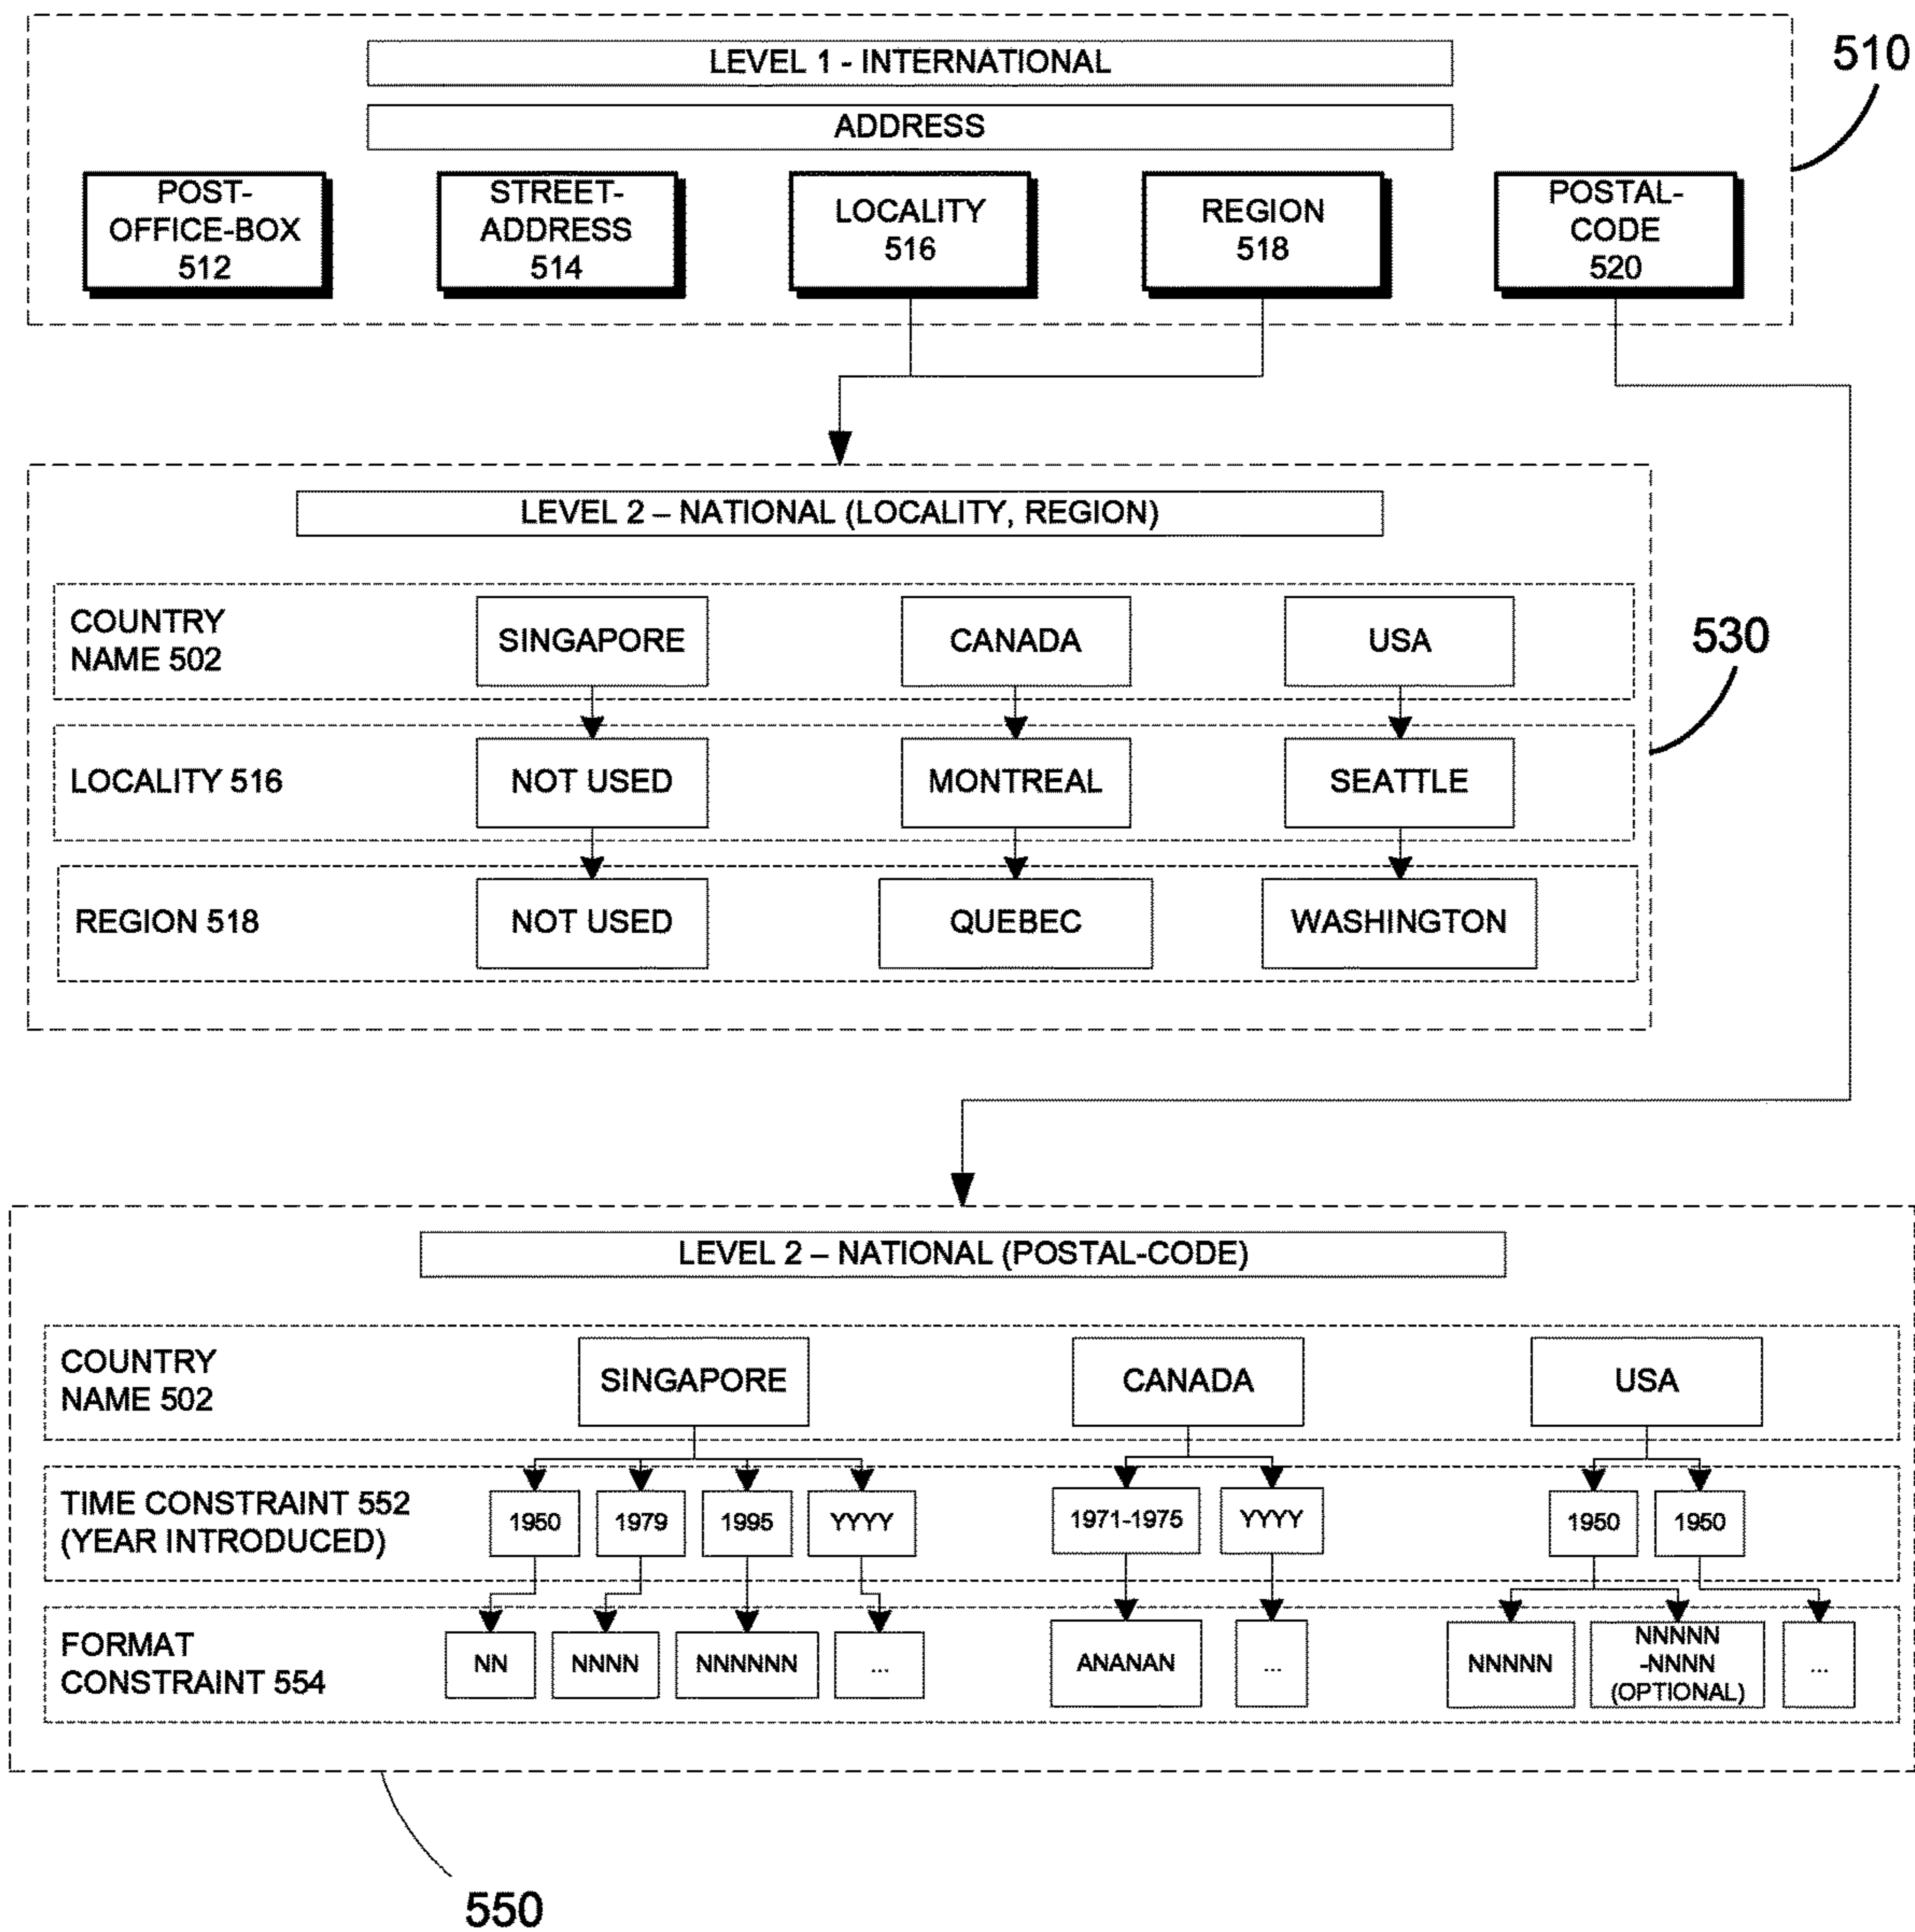 LEVEL 1 - INTERNATIONAL
510
ADDRESS
POST-
OFFICE-BOX
512
STREET-
ADDRESS
514
LOCALITY
516
REGION
518
POSTAL-
CODE
520
LEVEL 2 – NATIONAL (LOCALITY, REGION)
COUNTRY
NAME 502
SINGAPORE
CANADA
USA
530
LOCALITY 516
NOT USED
MONTREAL
SEATTLE
REGION 518
NOT USED
QUEBEC
WASHINGTON
LEVEL 2 – NATIONAL (POSTAL-CODE)
COUNTRY
NAME 502
SINGAPORE
CANADA
USA
TIME CONSTRAINT 552
(YEAR INTRODUCED)
1950
1979
1995
YYYY
1971-1975
YYYY
1950
1950
FORMAT
CONSTRAINT 554
NN
NNNN
NNNNNN
...
ANANAN
...
NNNNN
NNNNN
-NNNN
(OPTIONAL)
...
550